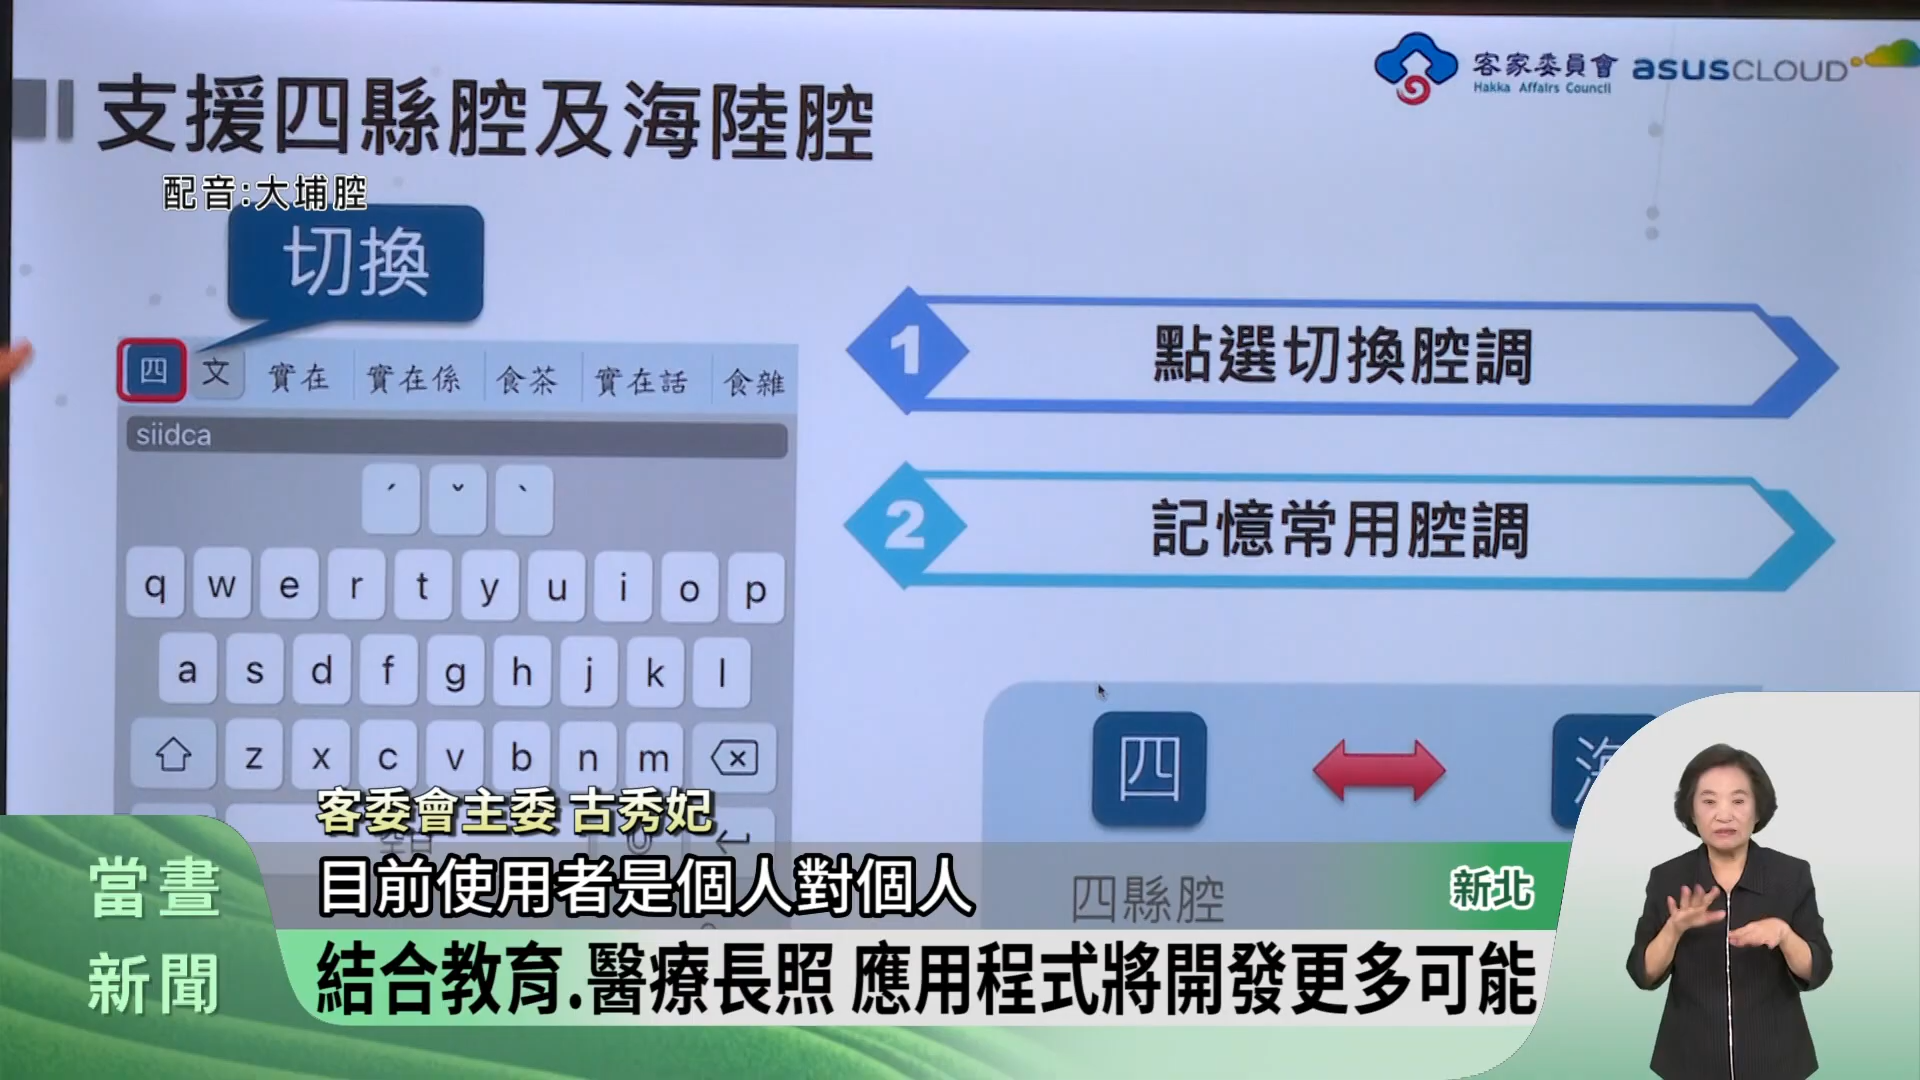 支援四縣腔及海陸腔
客家委員會
Hakka Affairs Council
asusCLOUD
配音:大埔腔
切換
四 文 實在 實在係 食茶 實在話 食雜
siidca
ˊ ˇ ˋ
q w e r t y u i o p
a s d f g h j k l
z x c v b n m
1 點選切換腔調
2 記憶常用腔調
四
四縣腔
客委會主委 古秀妃
目前使用者是個人對個人
新北
當晝
新聞
結合教育.醫療長照 應用程式將開發更多可能